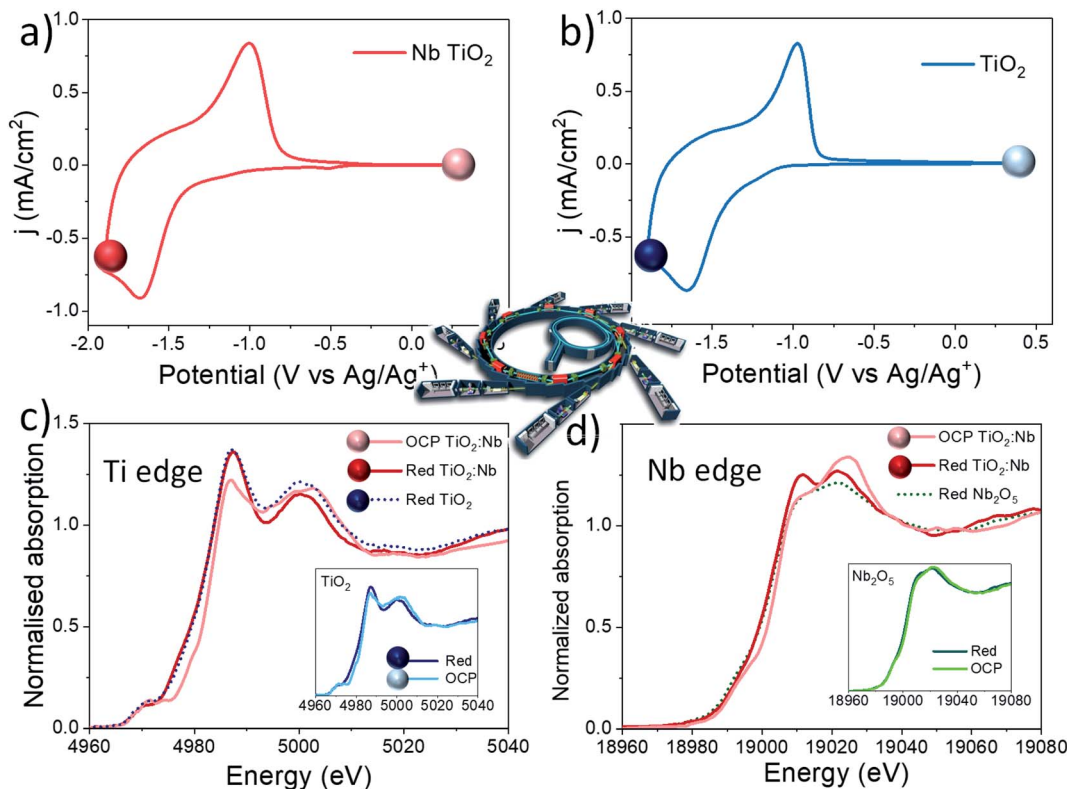 a)
1.0
0.5
0.0
-0.5
-1.0
j (mA/cm²)
Nb TiO₂
-2.0 -1.5 -1.0 -0.5 0.0
Potential (V vs Ag/Ag⁺)
b)
1.0
0.5
0.0
-0.5
j (mA/cm²)
TiO₂
-1.5 -1.0 -0.5 0.0 0.5
Potential (V vs Ag/Ag⁺)
c)
1.5
1.0
0.5
0.0
Normalised absorption
Ti edge
OCP TiO₂:Nb
Red TiO₂:Nb
Red TiO₂
TiO₂
Red
OCP
4960 4980 5000 5020 5040
4960 4980 5000 5020 5040
Energy (eV)
d)
1.0
0.5
0.0
Normalized absorption
Nb edge
OCP TiO₂:Nb
Red TiO₂:Nb
Red Nb₂O₅
Nb₂O₅
Red
OCP
18960 19000 19040 19080
18960 18980 19000 19020 19040 19060 19080
Energy (eV)